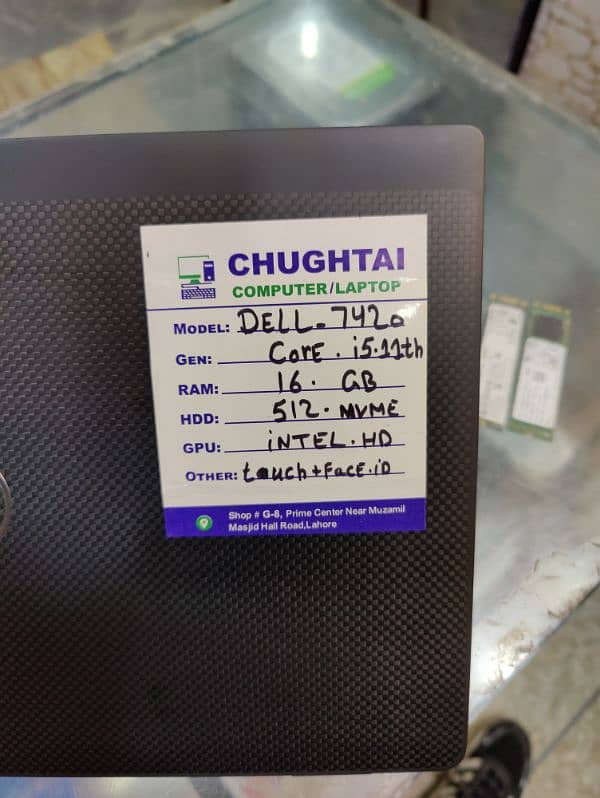 CHUGHTAI
COMPUTER/LAPTOP
MODEL: DELL. 7420
GEN: CORE. i5.11th
RAM: 16. GB
HDD: 512. NVME
GPU: iNTEL.HD
OTHER: touch+FacE.iD
Shop # G-8, Prime Center Near Muzamil
Masjid Hall Road,Lahore